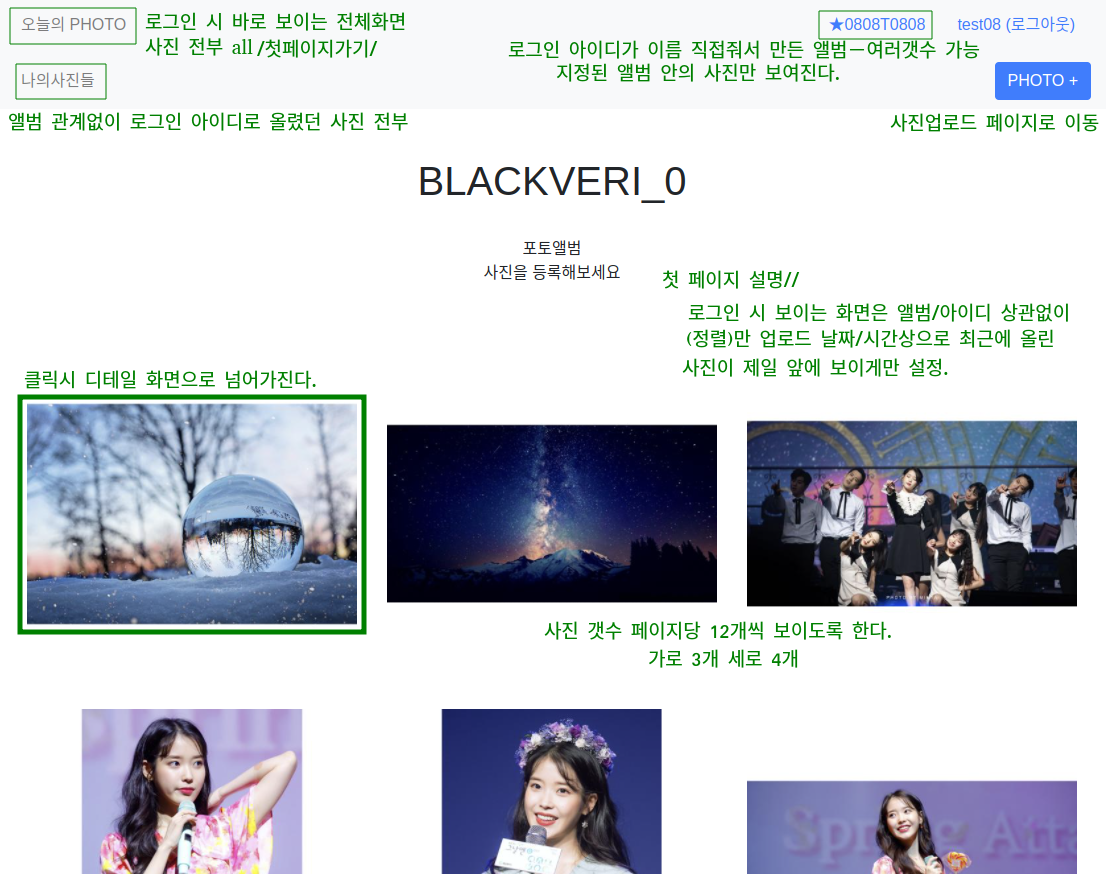 오늘의 PHOTO
로그인 시 바로 보이는 전체화면
사진 전부 all /첫페이지가기/
★0808T0808
test08 (로그아웃)
로그인 아이디가 이름 직접줘서 만든 앨범ㅡ여러갯수 가능
지정된 앨범 안의 사진만 보여진다.
나의사진들
PHOTO +
앨범 관계없이 로그인 아이디로 올렸던 사진 전부
사진업로드 페이지로 이동
BLACKVERI_0
포토앨범
사진을 등록해보세요
첫 페이지 설명//
로그인 시 보이는 화면은 앨범/아이디 상관없이
(정렬)만 업로드 날짜/시간상으로 최근에 올린
사진이 제일 앞에 보이게만 설정.
클릭시 디테일 화면으로 넘어가진다.
사진 갯수 페이지당 12개씩 보이도록 한다.
가로 3개 세로 4개